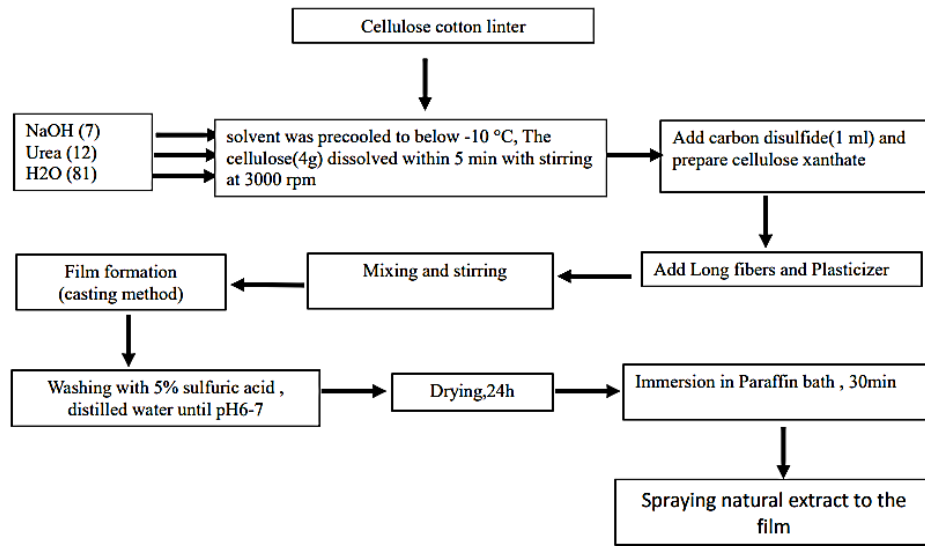 Cellulose cotton linter
NaOH (7)
Urea (12)
H2O (81)
solvent was precooled to below -10 °C, The
cellulose(4g) dissolved within 5 min with stirring
at 3000 rpm
Add carbon disulfide(1 ml) and
prepare cellulose xanthate
Add Long fibers and Plasticizer
Mixing and stirring
Film formation
(casting method)
Washing with 5% sulfuric acid ,
distilled water until pH6-7
Drying,24h
Immersion in Paraffin bath , 30min
Spraying natural extract to the
film